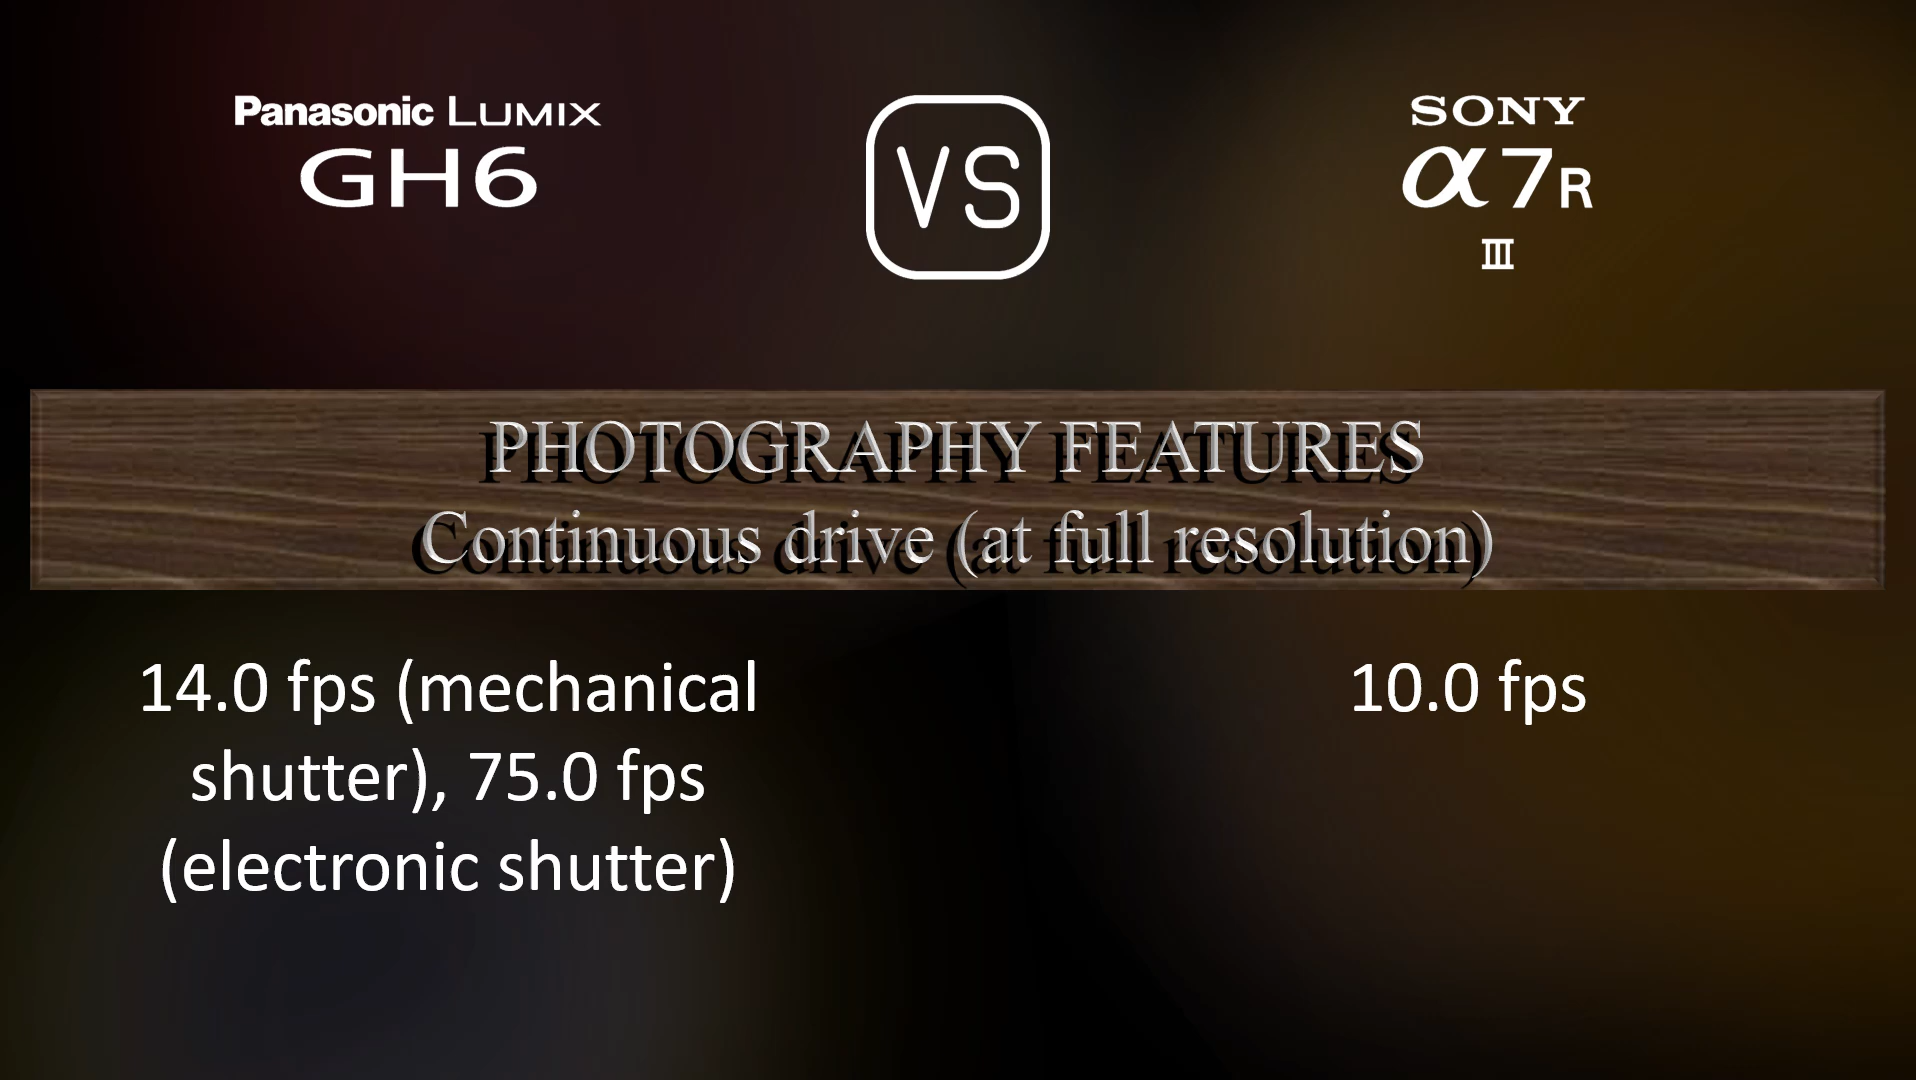 Panasonic LUMIX
GH6
VS
SONY
α7R
III
PHOTOGRAPHY FEATURES
Continuous drive (at full resolution)
14.0 fps (mechanical
shutter), 75.0 fps
(electronic shutter)
10.0 fps